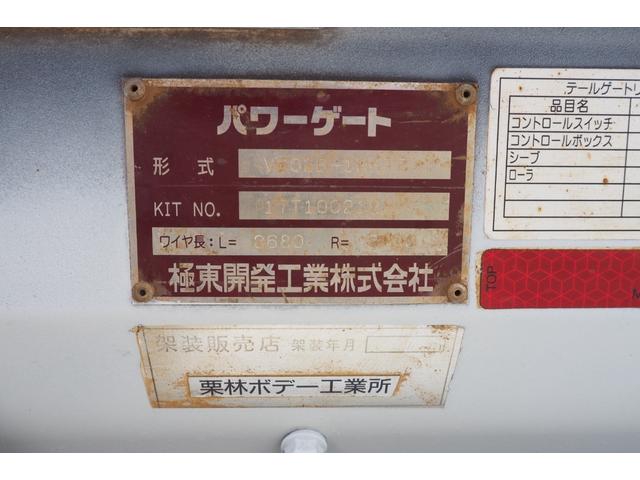 パワーゲート
形 式
KIT NO.
ワイヤ長:L= R=
極東開発工業株式会社
架装販売店 架装年月
栗林ボデー工業所
テールゲートリ
品目名
コントロールスイッチ
コントロールボックス
シーブ
ローラ
TOP